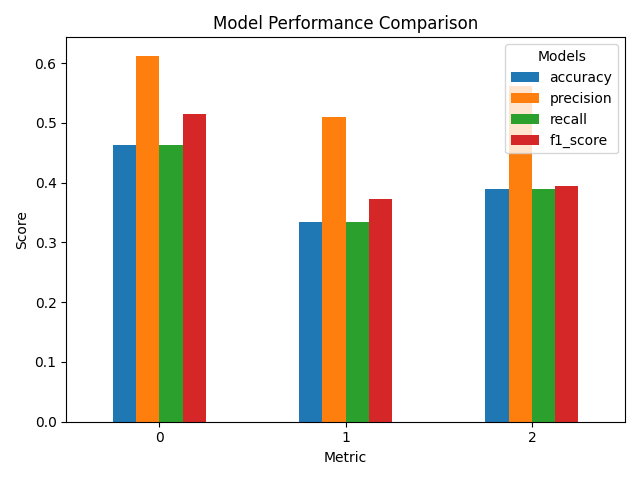 Model Performance Comparison
Models
accuracy
precision
recall
f1_score
Score
0.6
0.5
0.4
0.3
0.2
0.1
0.0
0 1 2
Metric